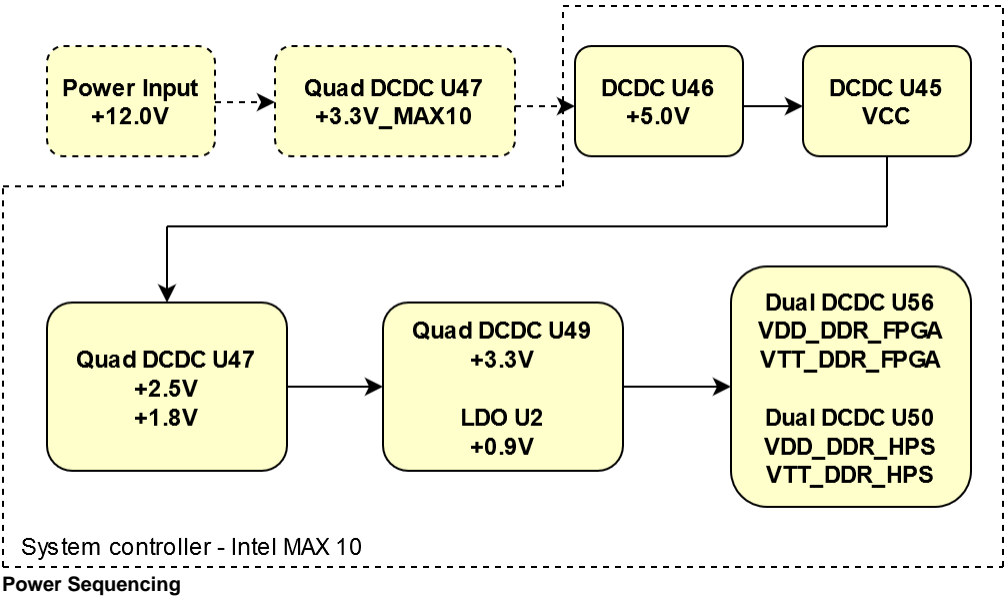 Power Input
+12.0V
Quad DCDC U47
+3.3V_MAX10
DCDC U46
+5.0V
DCDC U45
VCC
Quad DCDC U47
+2.5V
+1.8V
Quad DCDC U49
+3.3V
LDO U2
+0.9V
Dual DCDC U56
VDD_DDR_FPGA
VTT_DDR_FPGA
Dual DCDC U50
VDD_DDR_HPS
VTT_DDR_HPS
System controller - Intel MAX 10
Power Sequencing